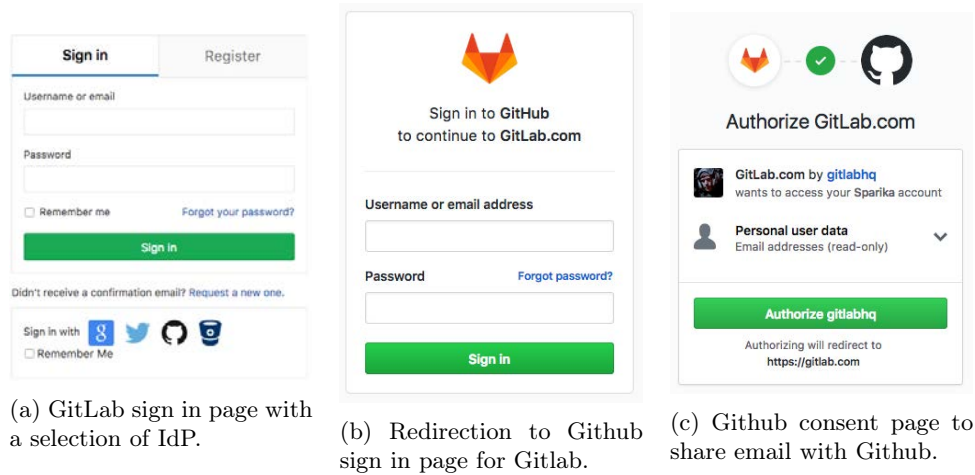 Sign in
Register
Username or email
Password
Remember me
Forgot your password?
Sign in
Didn't receive a confirmation email? Request a new one.
Sign in with
Remember Me
(a) GitLab sign in page with
a selection of IdP.
Sign in to GitHub
to continue to GitLab.com
Username or email address
Password
Forgot password?
Sign in
(b) Redirection to Github
sign in page for Gitlab.
Authorize GitLab.com
GitLab.com by gitlabhq
wants to access your Sparika account
Personal user data
Email addresses (read-only)
Authorize gitlabhq
Authorizing will redirect to
https://gitlab.com
(c) Github consent page to
share email with Github.